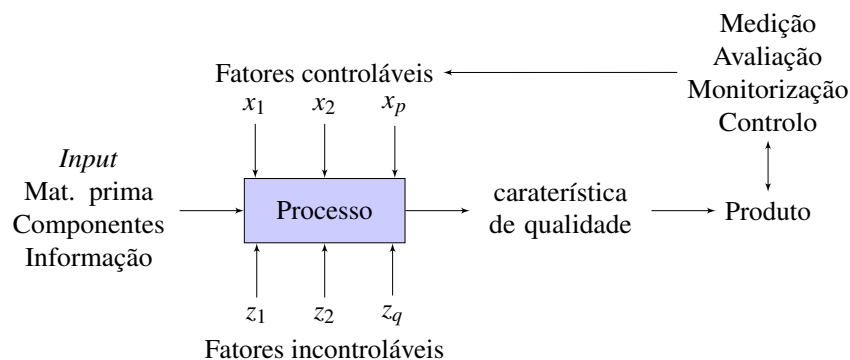 Medição
Avaliação
Monitorização
Controlo
Fatores controláveis
x1 x2 xp
Input
Mat. prima
Componentes
Informação
Processo
caraterística
de qualidade
Produto
z1 z2 zq
Fatores incontroláveis